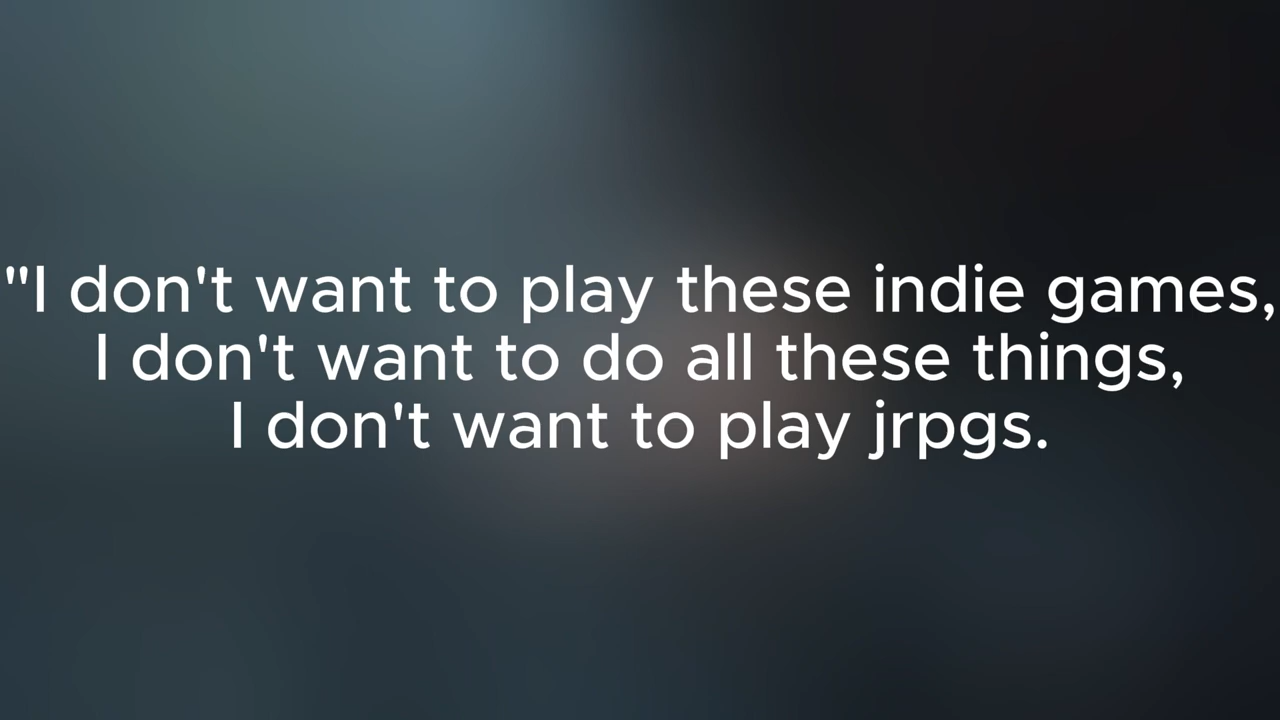 "I don't want to play these indie games,
I don't want to do all these things,
I don't want to play jrpgs.